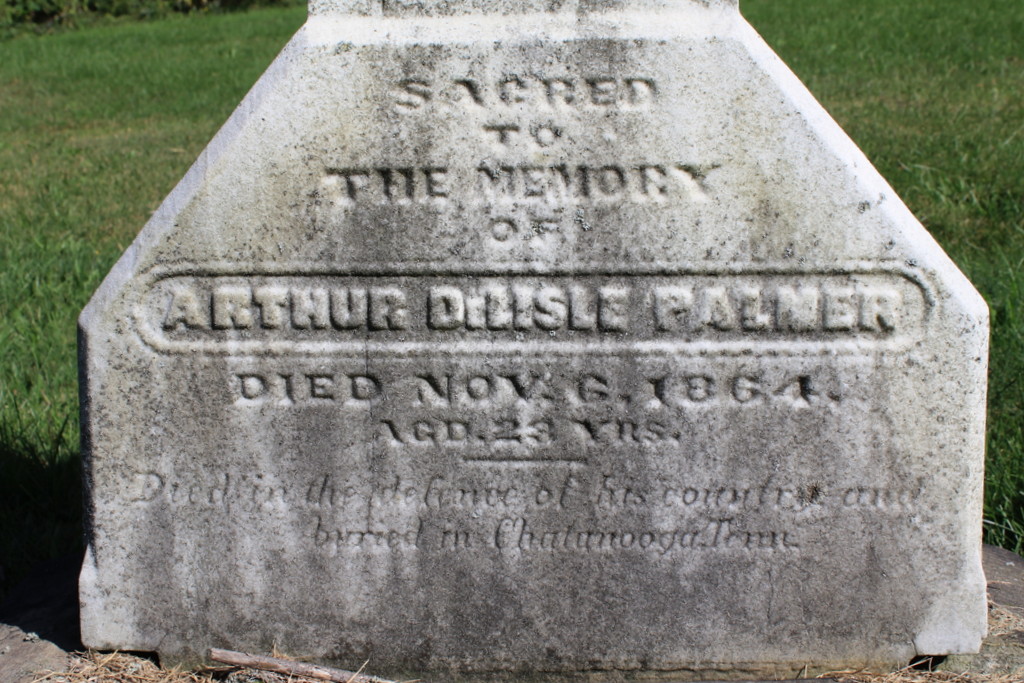 SACRED
TO
THE MEMORY
OF
ARTHUR DELISLE PALMER
DIED NOV. 6, 1864.
AGD. 23 YRS.
Died in the defence of his country and
buried in Chatanooga, Tenn.